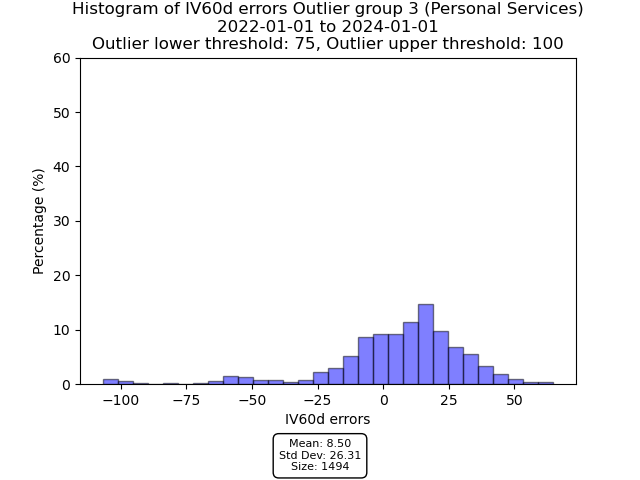 Histogram of IV60d errors Outlier group 3 (Personal Services)
2022-01-01 to 2024-01-01
Outlier lower threshold: 75, Outlier upper threshold: 100
60
50
40
30
20
10
0
Percentage (%)
−100 −75 −50 −25 0 25 50
IV60d errors
Mean: 8.50
Std Dev: 26.31
Size: 1494